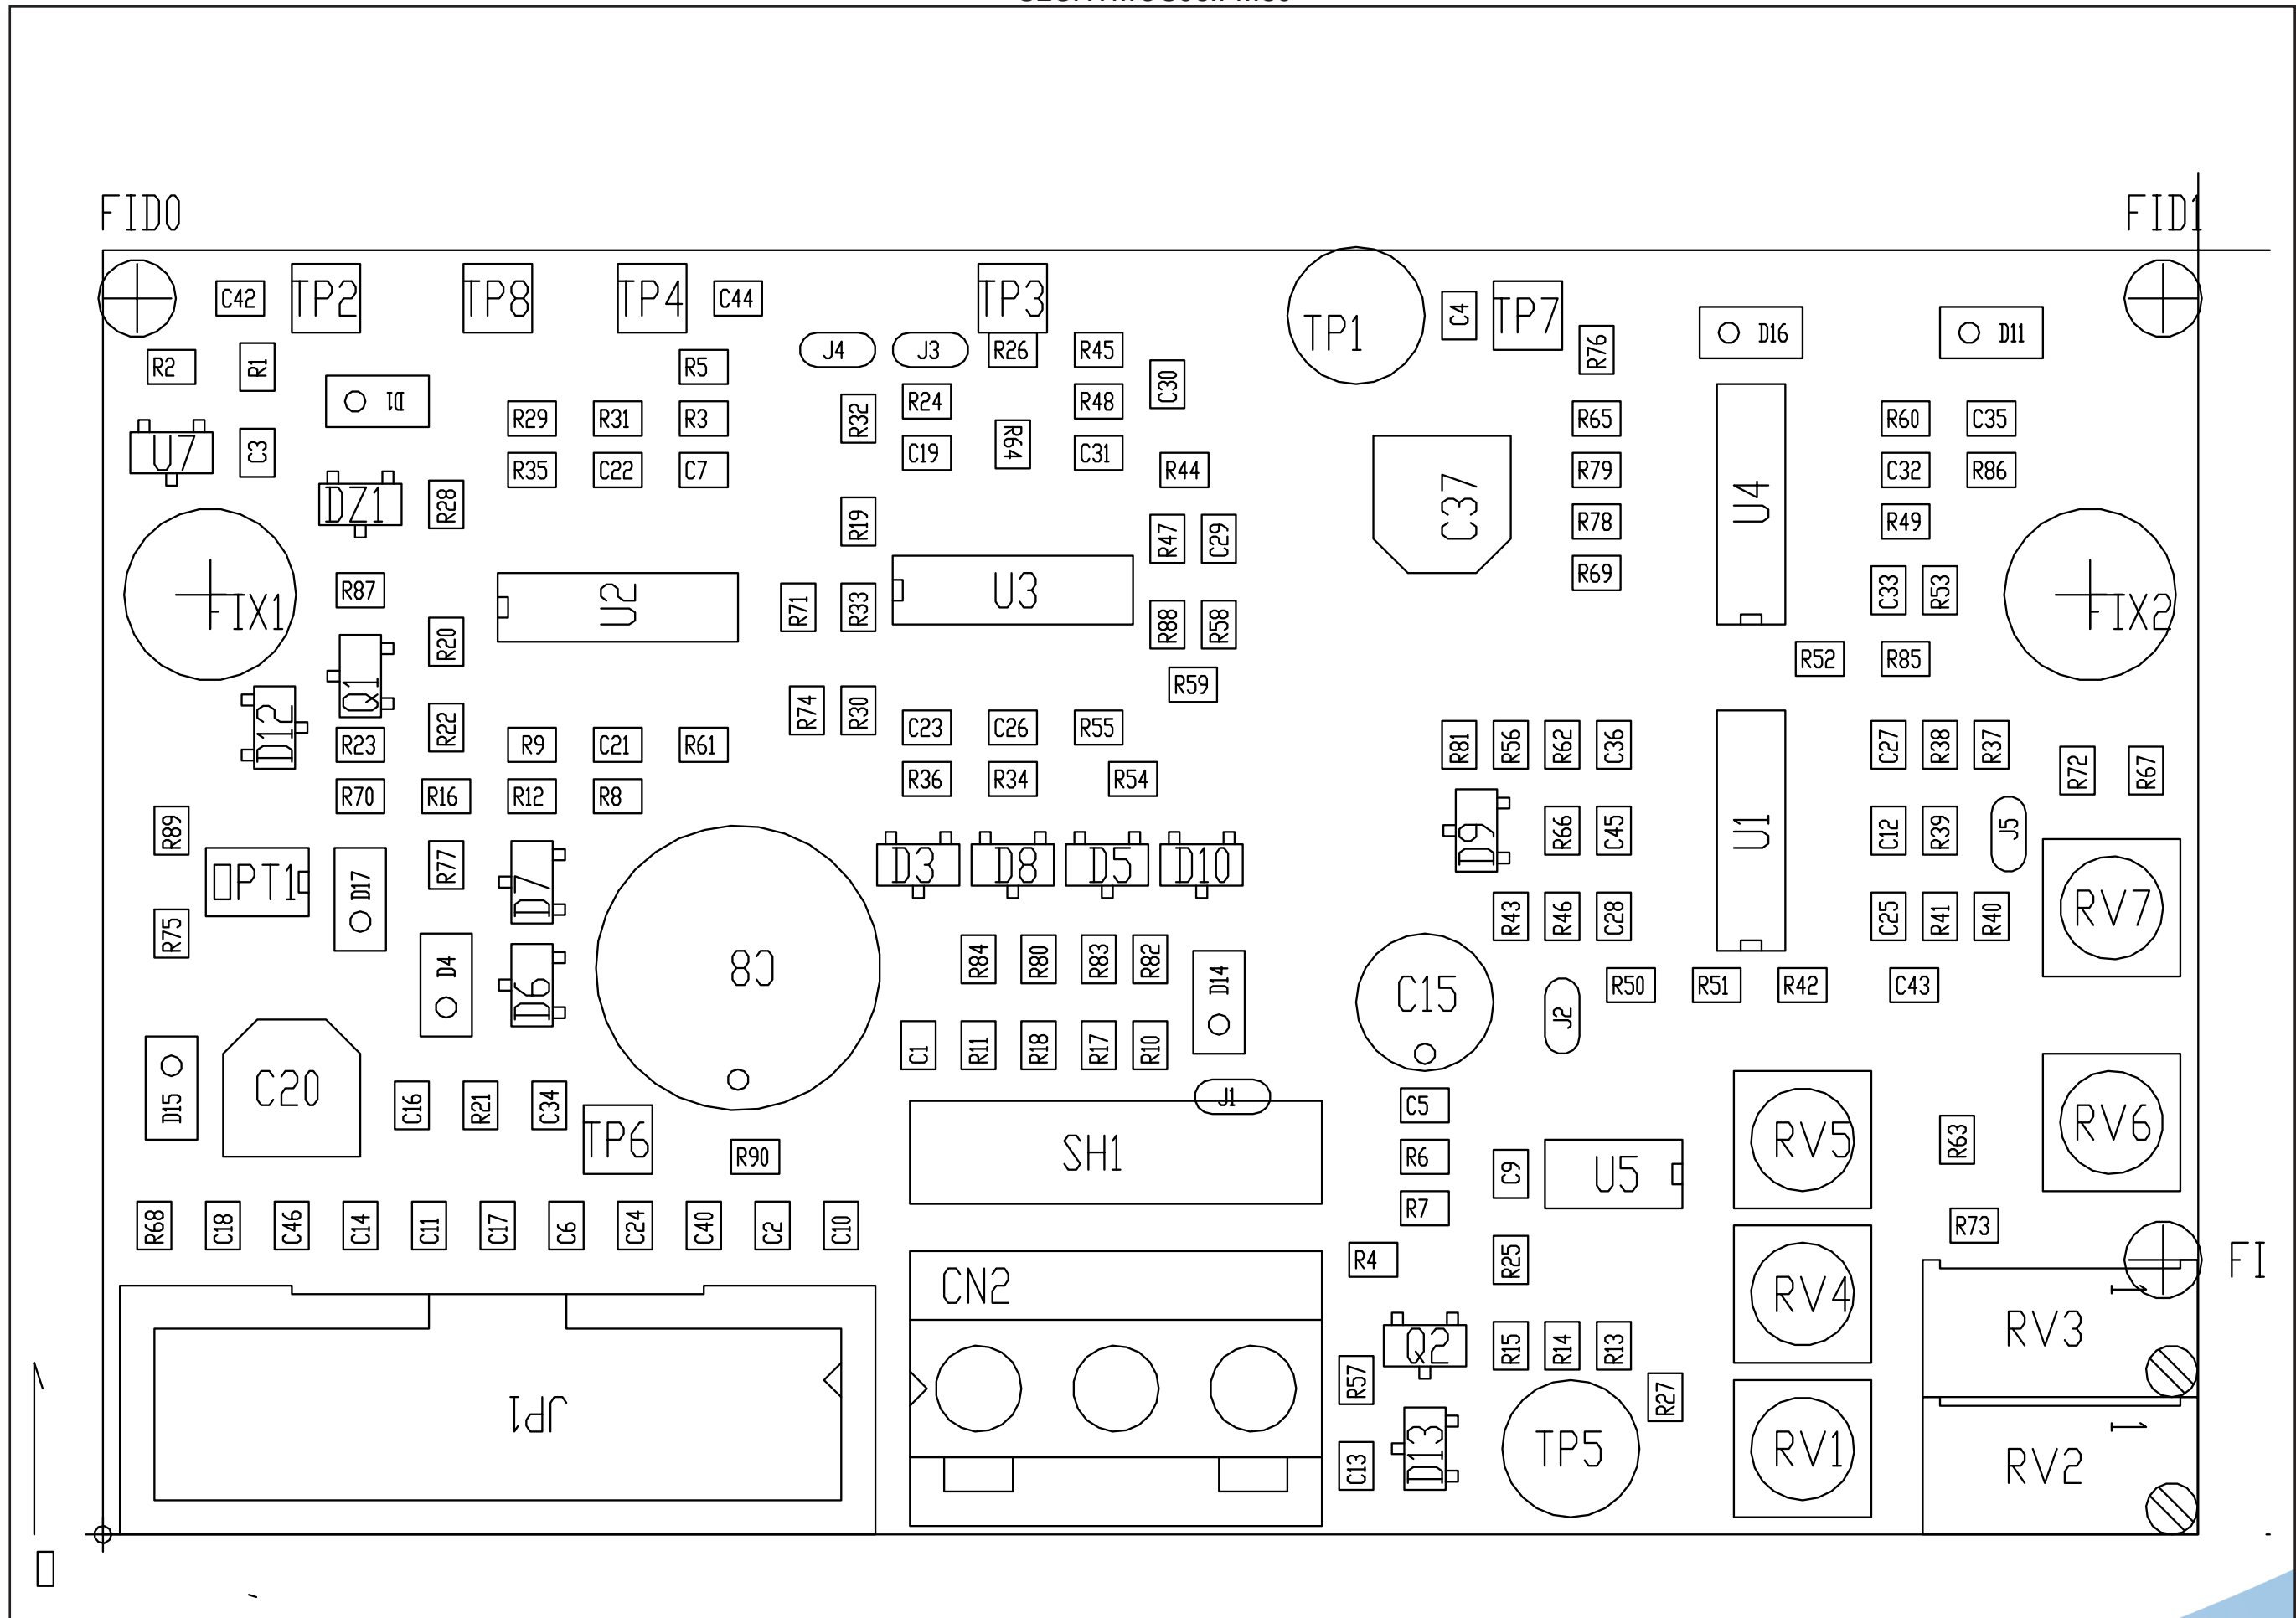 FID0 FID1
C42 TP2 TP8 TP4 C44 TP3 TP1 C4 TP7 D16 D11
R2 R1 R5 J4 J3 R26 R45 R76
D1 C30
R29 R31 R3 R32 R24 R48 R65 R60 C35
U7 C3 R35 C22 C7 C19 R64 C31 R44 R79 C32 R86
DZ1 R28 R19 R47 C29 C37 R78 U4 R49
R87 U2 U3 R69 C33 R53
FIX1 R20 R71 R33 R88 R58 FIX2
Q1 R59 R52 R85
D12 R22 R74 R30
R23 R9 C21 R61 C23 C26 R55 R81 R56 R62 C36 C27 R38 R37
R70 R16 R12 R8 R36 R34 R54 R72 R67
R89 D9 R66 C45 U1 C12 R39 J5
OPT1 D17 R77 D7 D3 D8 D5 D10 RV7
R75 R43 R46 C28 C25 R41 R40
D4 D6 C8 R84 R80 R83 R82 D14 C15 J2 R50 R51 R42 C43
C1 R11 R18 R17 R10
D15 C20 C16 R21 C34 J1 C5
TP6 R90 SH1 R6 C9 U5 RV5 R63 RV6
R68 C18 C46 C14 C11 C17 C6 C24 C40 C2 C10 R7 R73
CN2 R4 R25 RV4 FI
1
Q2 R15 R14 R13 RV3
JP1 R57 R27
1
C13 D13 TP5 RV1 RV2